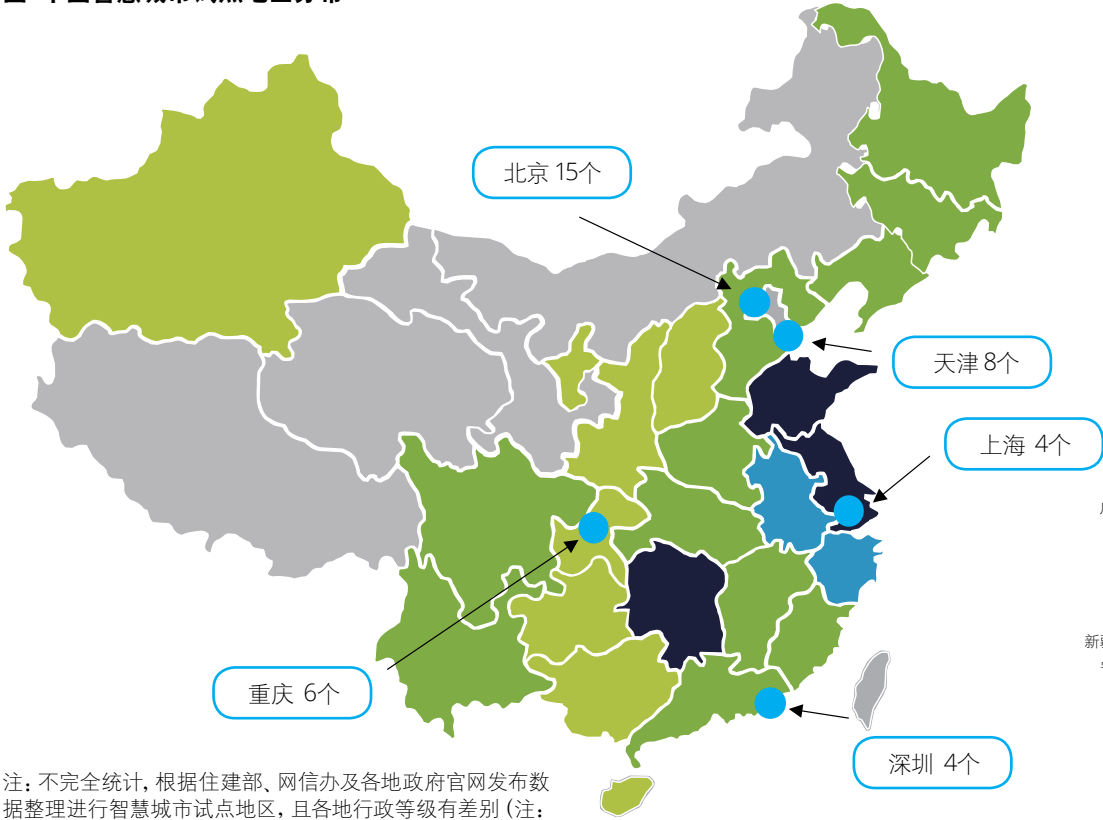 北京 15个
天津 8个
上海 4个
重庆 6个
深圳 4个
注: 不完全统计, 根据住建部、网信办及各地政府官网发布数
据整理进行智慧城市试点地区, 且各地行政等级有差别 (注: